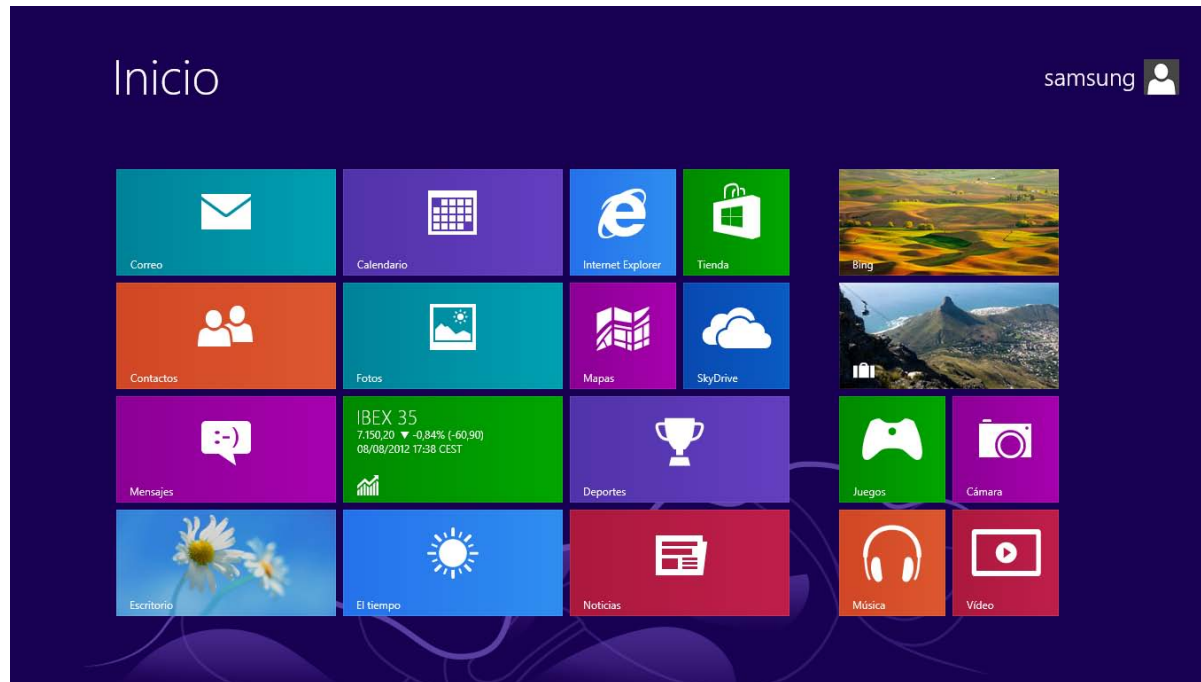 Inicio
samsung
Correo
Calendario
Internet Explorer
Tienda
Bing
Contactos
Fotos
Mapas
SkyDrive
:-)
Mensajes
IBEX 35
7.150,20 ▼ -0,84% (-60,90)
08/08/2012 17:38 CEST
Deportes
Juegos
Cámara
Escritorio
El tiempo
Noticias
Música
Vídeo